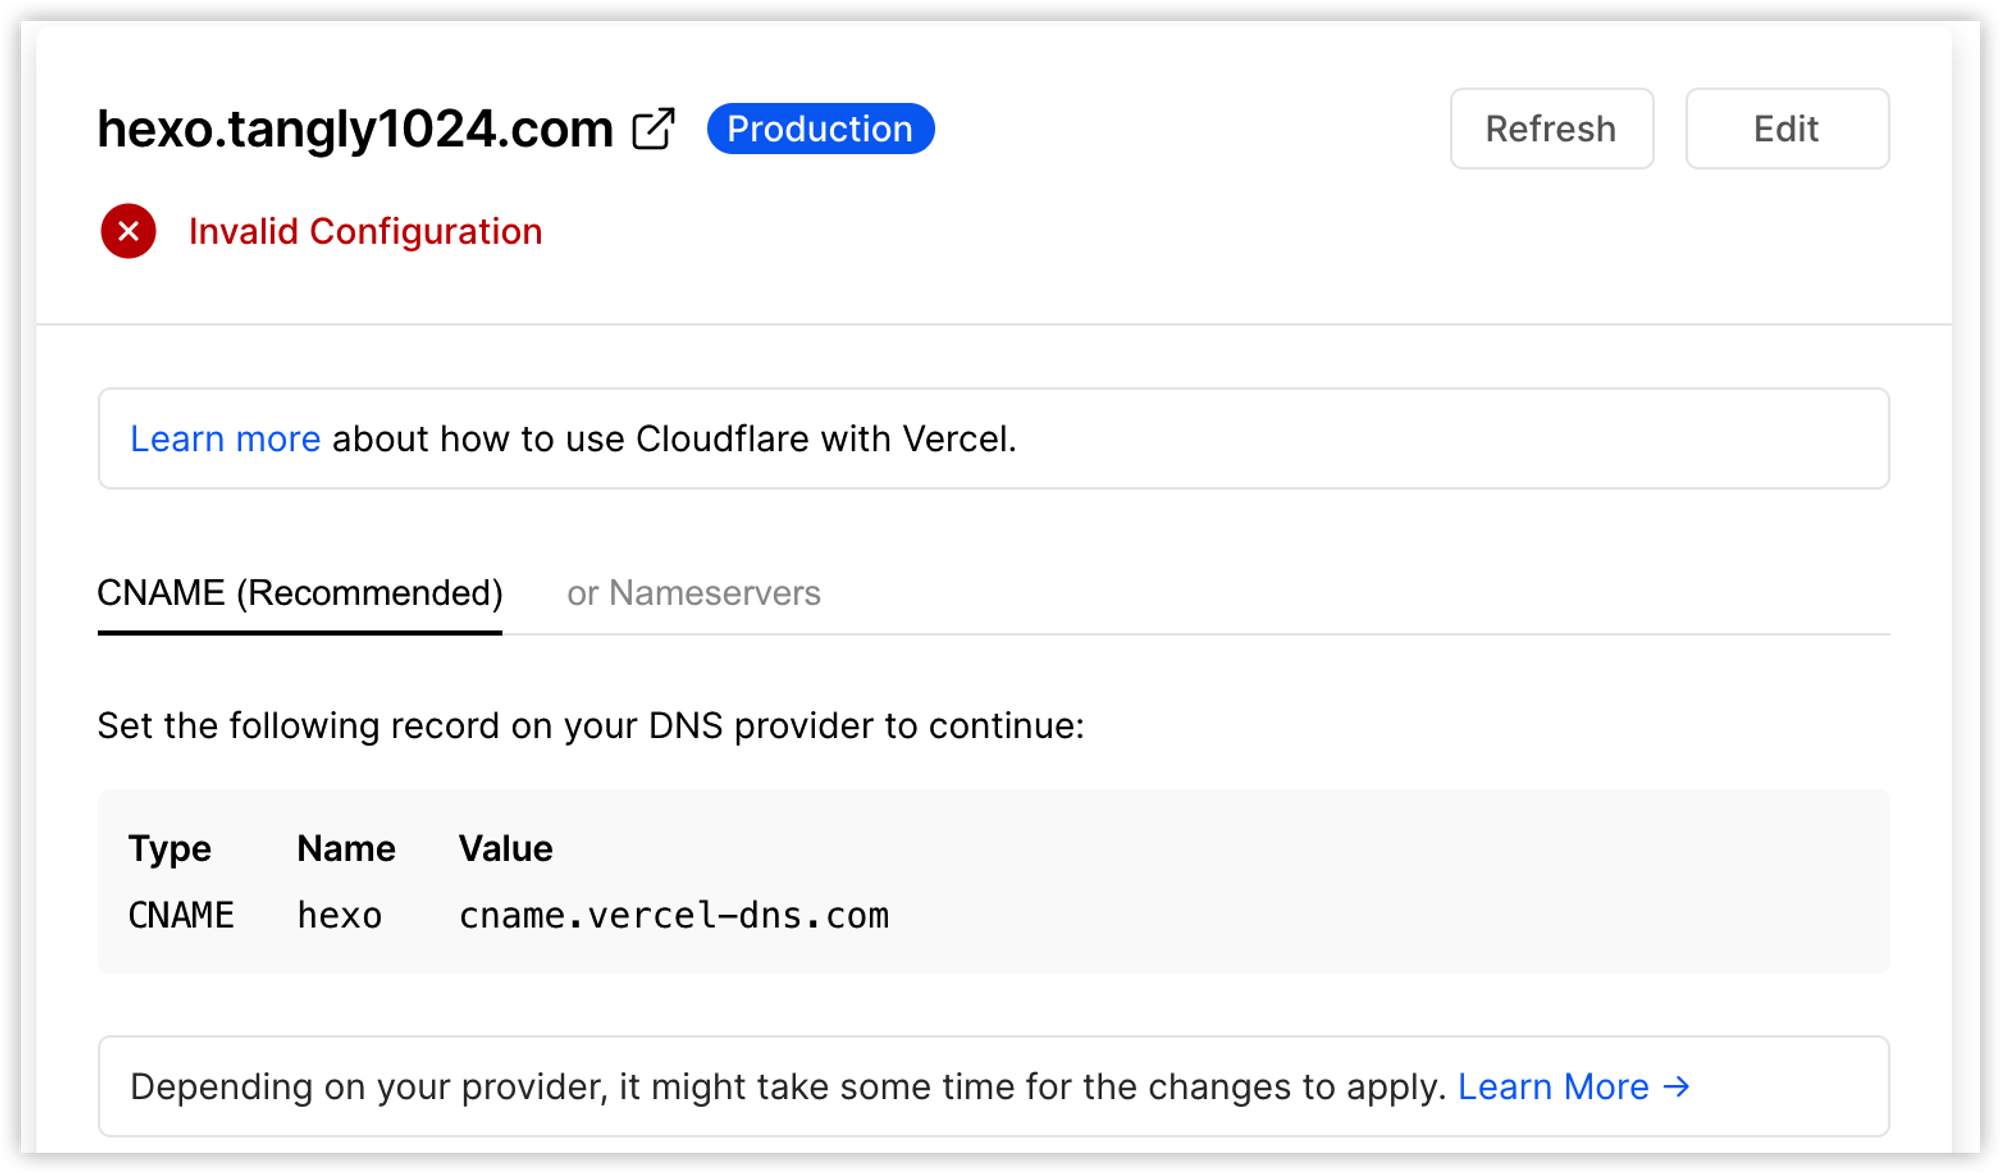 hexo.tangly1024.com Production Refresh Edit
Invalid Configuration
Learn more about how to use Cloudflare with Vercel.
CNAME (Recommended) or Nameservers
Set the following record on your DNS provider to continue:
Type Name Value
CNAME hexo cname.vercel-dns.com
Depending on your provider, it might take some time for the changes to apply. Learn More →